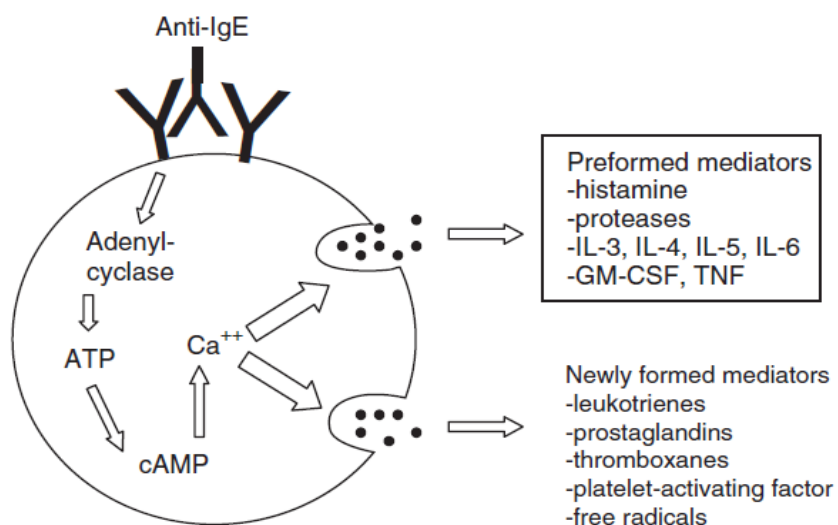 Anti-IgE
Adenyl-
cyclase
ATP
cAMP
Ca++
Preformed mediators
-histamine
-proteases
-IL-3, IL-4, IL-5, IL-6
-GM-CSF, TNF
Newly formed mediators
-leukotrienes
-prostaglandins
-thromboxanes
-platelet-activating factor
-free radicals